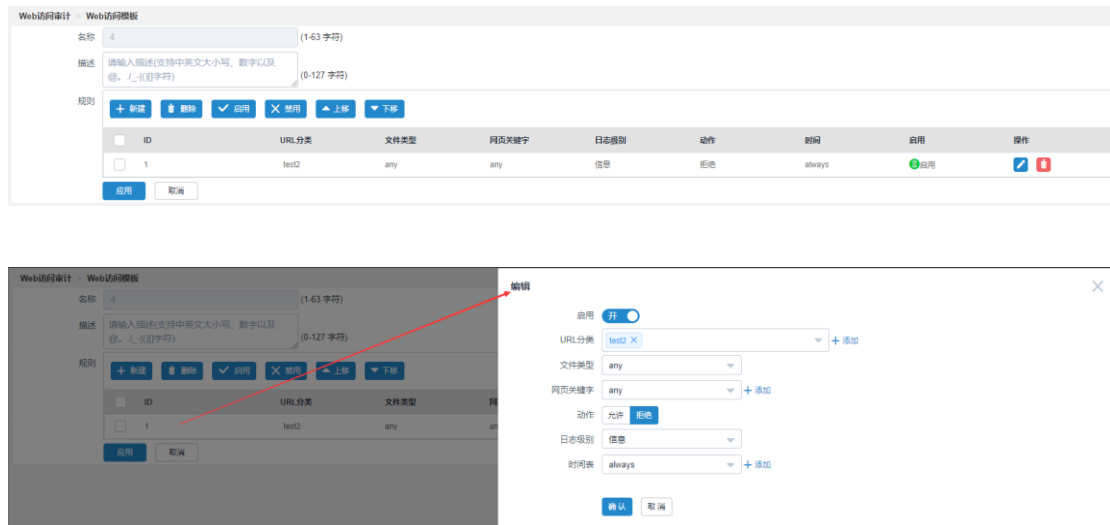 Web访问审计 > Web访问模板
名称 4 (1-63 字符)
描述 请输入描述(支持中英文大小写、数字以及
@。./_-|()[]字符) (0-127 字符)
规则 新建 删除 启用 禁用 上移 下移
ID URL分类 文件类型 网页关键字 日志级别 动作 时间 启用 操作
1 test2 any any 信息 拒绝 always 启用
应用 取消
Web访问审计 > Web访问模板
名称 4 (1-63 字符)
描述 请输入描述(支持中英文大小写、数字以及
@。./_-|()[]字符) (0-127 字符)
规则 新建 删除 启用 禁用 上移 下移
ID URL分类 文件类型 网
1 test2 any an
应用 取消
编辑
启用 开
URL分类 test2 × + 添加
文件类型 any
网页关键字 any + 添加
动作 允许 拒绝
日志级别 信息
时间表 always + 添加
确认 取消